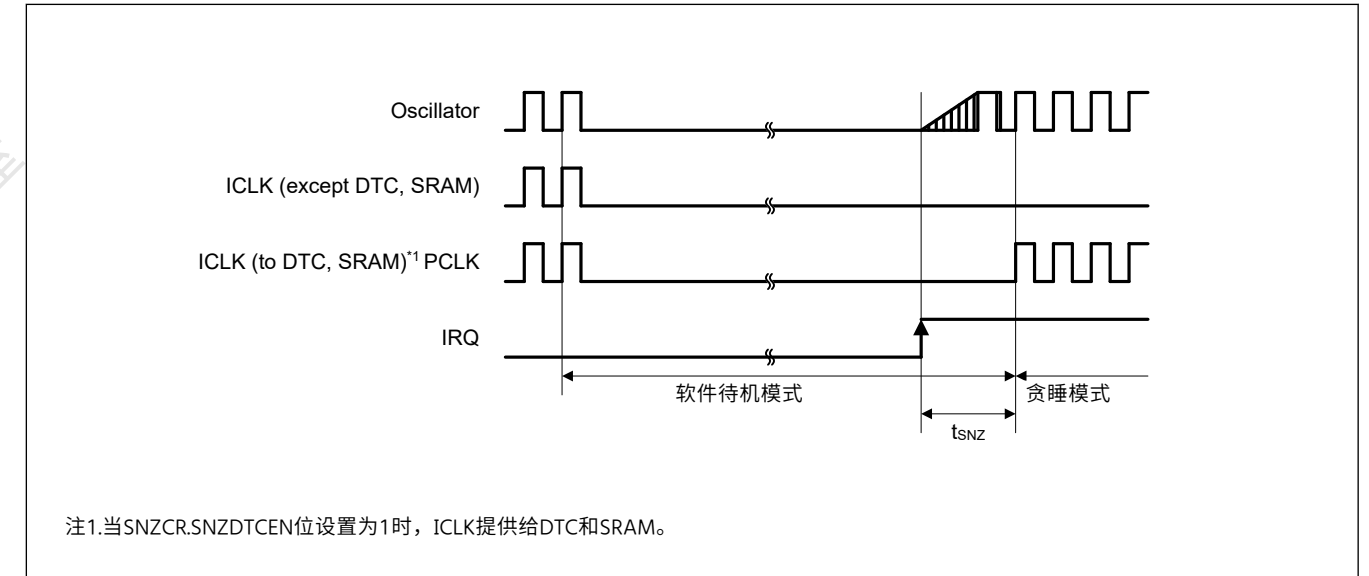 Oscillator
ICLK (except DTC, SRAM)
ICLK (to DTC, SRAM)*1 PCLK
IRQ
软件待机模式
贪睡模式
tSNZ
注1.当SNZCR.SNZDTCEN位设置为1时，ICLK提供给DTC和SRAM。